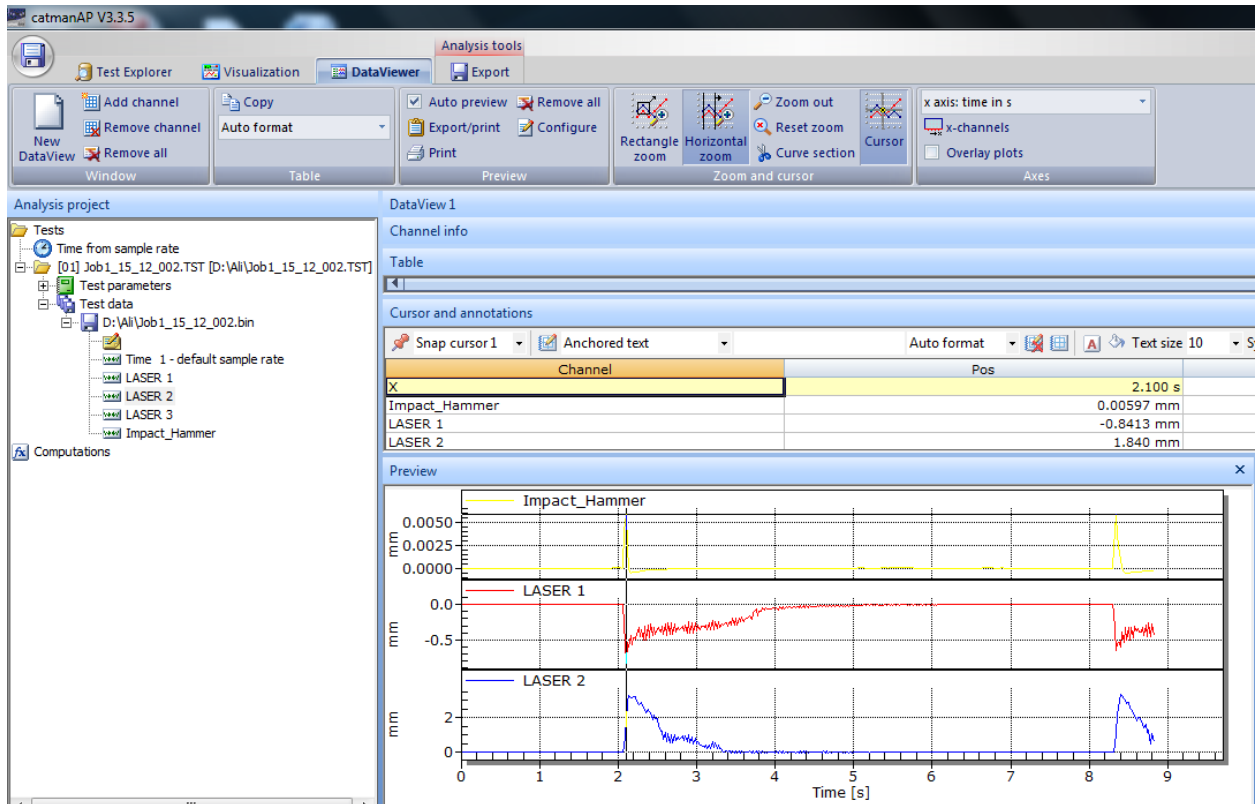 catmanAP V3.3.5
Analysis tools
Test Explorer Visualization DataViewer Export
New DataView
Add channel
Remove channel
Remove all
Window
Copy
Auto format
Table
Auto preview Remove all
Export/print Configure
Print
Preview
Rectangle zoom
Horizontal zoom
Zoom out
Reset zoom
Curve section
Cursor
Zoom and cursor
x axis: time in s
x-channels
Overlay plots
Axes
Analysis project
Tests
Time from sample rate
[01] Job1_15_12_002.TST [D:\Ali\Job1_15_12_002.TST]
Test parameters
Test data
D:\Ali\Job1_15_12_002.bin
Time 1 - default sample rate
LASER 1
LASER 2
LASER 3
Impact_Hammer
fx Computations
DataView 1
Channel info
Table
Cursor and annotations
Snap cursor 1 Anchored text Auto format A Text size 10
Channel Pos
X 2.100 s
Impact_Hammer 0.00597 mm
LASER 1 -0.8413 mm
LASER 2 1.840 mm
Preview
Impact_Hammer
0.0050
0.0025
0.0000
mm
LASER 1
0.0
-0.5
mm
LASER 2
2
0
mm
0 1 2 3 4 5 6 7 8 9
Time [s]